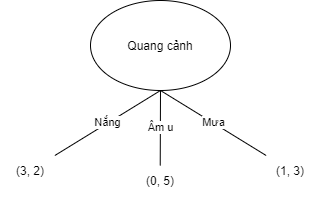 Quang cảnh
Nắng
Âm u
Mưa
(3, 2)
(0, 5)
(1, 3)